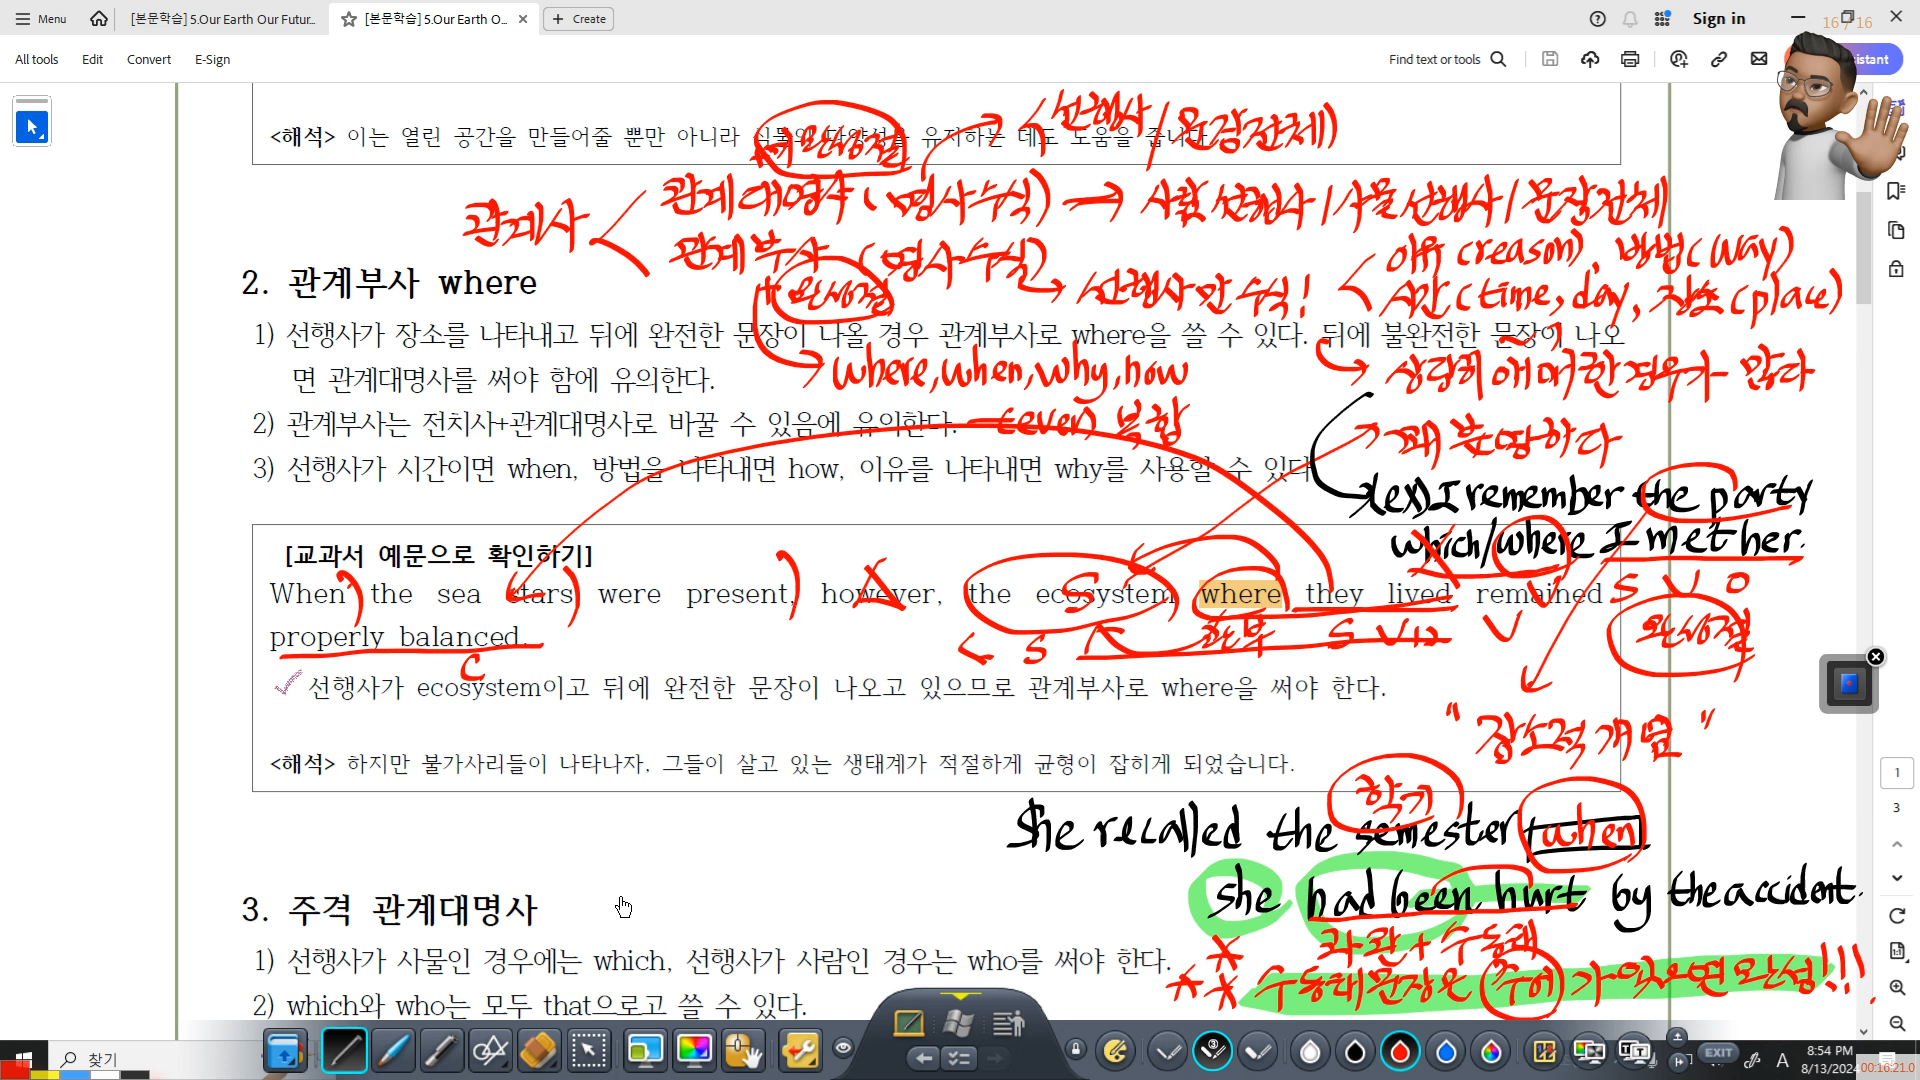 Menu
[본문학습] 5.Our Earth Our Futur...
[본문학습] 5.Our Earth O...
Create
Sign in
16 / 16
All tools
Edit
Convert
E-Sign
Find text or tools
istant
<해석> 이는 열린 공간을 만들어줄 뿐만 아니라 식물의 다양성을 유지하는 데도 도움을 줍니다.
(선행사 / 문장전체)
관계사
관계대명사 (명사수식) → 사람선행사 / 사물선행사 / 문장전체
관계부사 (명사수식)
+ 완성절
선행사만 수식!
이유 (reason), 방법 (way)
시간 (time, day, 장소 (place)
2. 관계부사 where
1) 선행사가 장소를 나타내고 뒤에 완전한 문장이 나올 경우 관계부사로 where을 쓸 수 있다. 뒤에 불완전한 문장이 나오
면 관계대명사를 써야 함에 유의한다.
where, when, why, how
상당히 애매한 경우가 많다
2) 관계부사는 전치사+관계대명사로 바꿀 수 있음에 유의한다.
(ever) 복합
꽤 분명하다
3) 선행사가 시간이면 when, 방법을 나타내면 how, 이유를 나타내면 why를 사용할 수 있다
(ex) I remember the party
which/where I met her.
S V O
완성절
[교과서 예문으로 확인하기]
When the sea stars were present, however, the ecosystem where they lived remained
properly balanced.
S
관부
S V
V
S
C
선행사가 ecosystem이고 뒤에 완전한 문장이 나오고 있으므로 관계부사로 where을 써야 한다.
" 장소적 개념 "
<해석> 하지만 불가사리들이 나타나자, 그들이 살고 있는 생태계가 적절하게 균형이 잡히게 되었습니다.
학기
She recalled the semester when
she had been hurt by the accident.
과완 + 수동태
수동태문장은 (주어)가 있으면 완성!!!
3. 주격 관계대명사
1) 선행사가 사물인 경우에는 which, 선행사가 사람인 경우는 who를 써야 한다.
2) which와 who는 모두 that으로고 쓸 수 있다.
1
3
찾기
EXIT
A
8:54 PM
8/13/2024
00:16:21.0